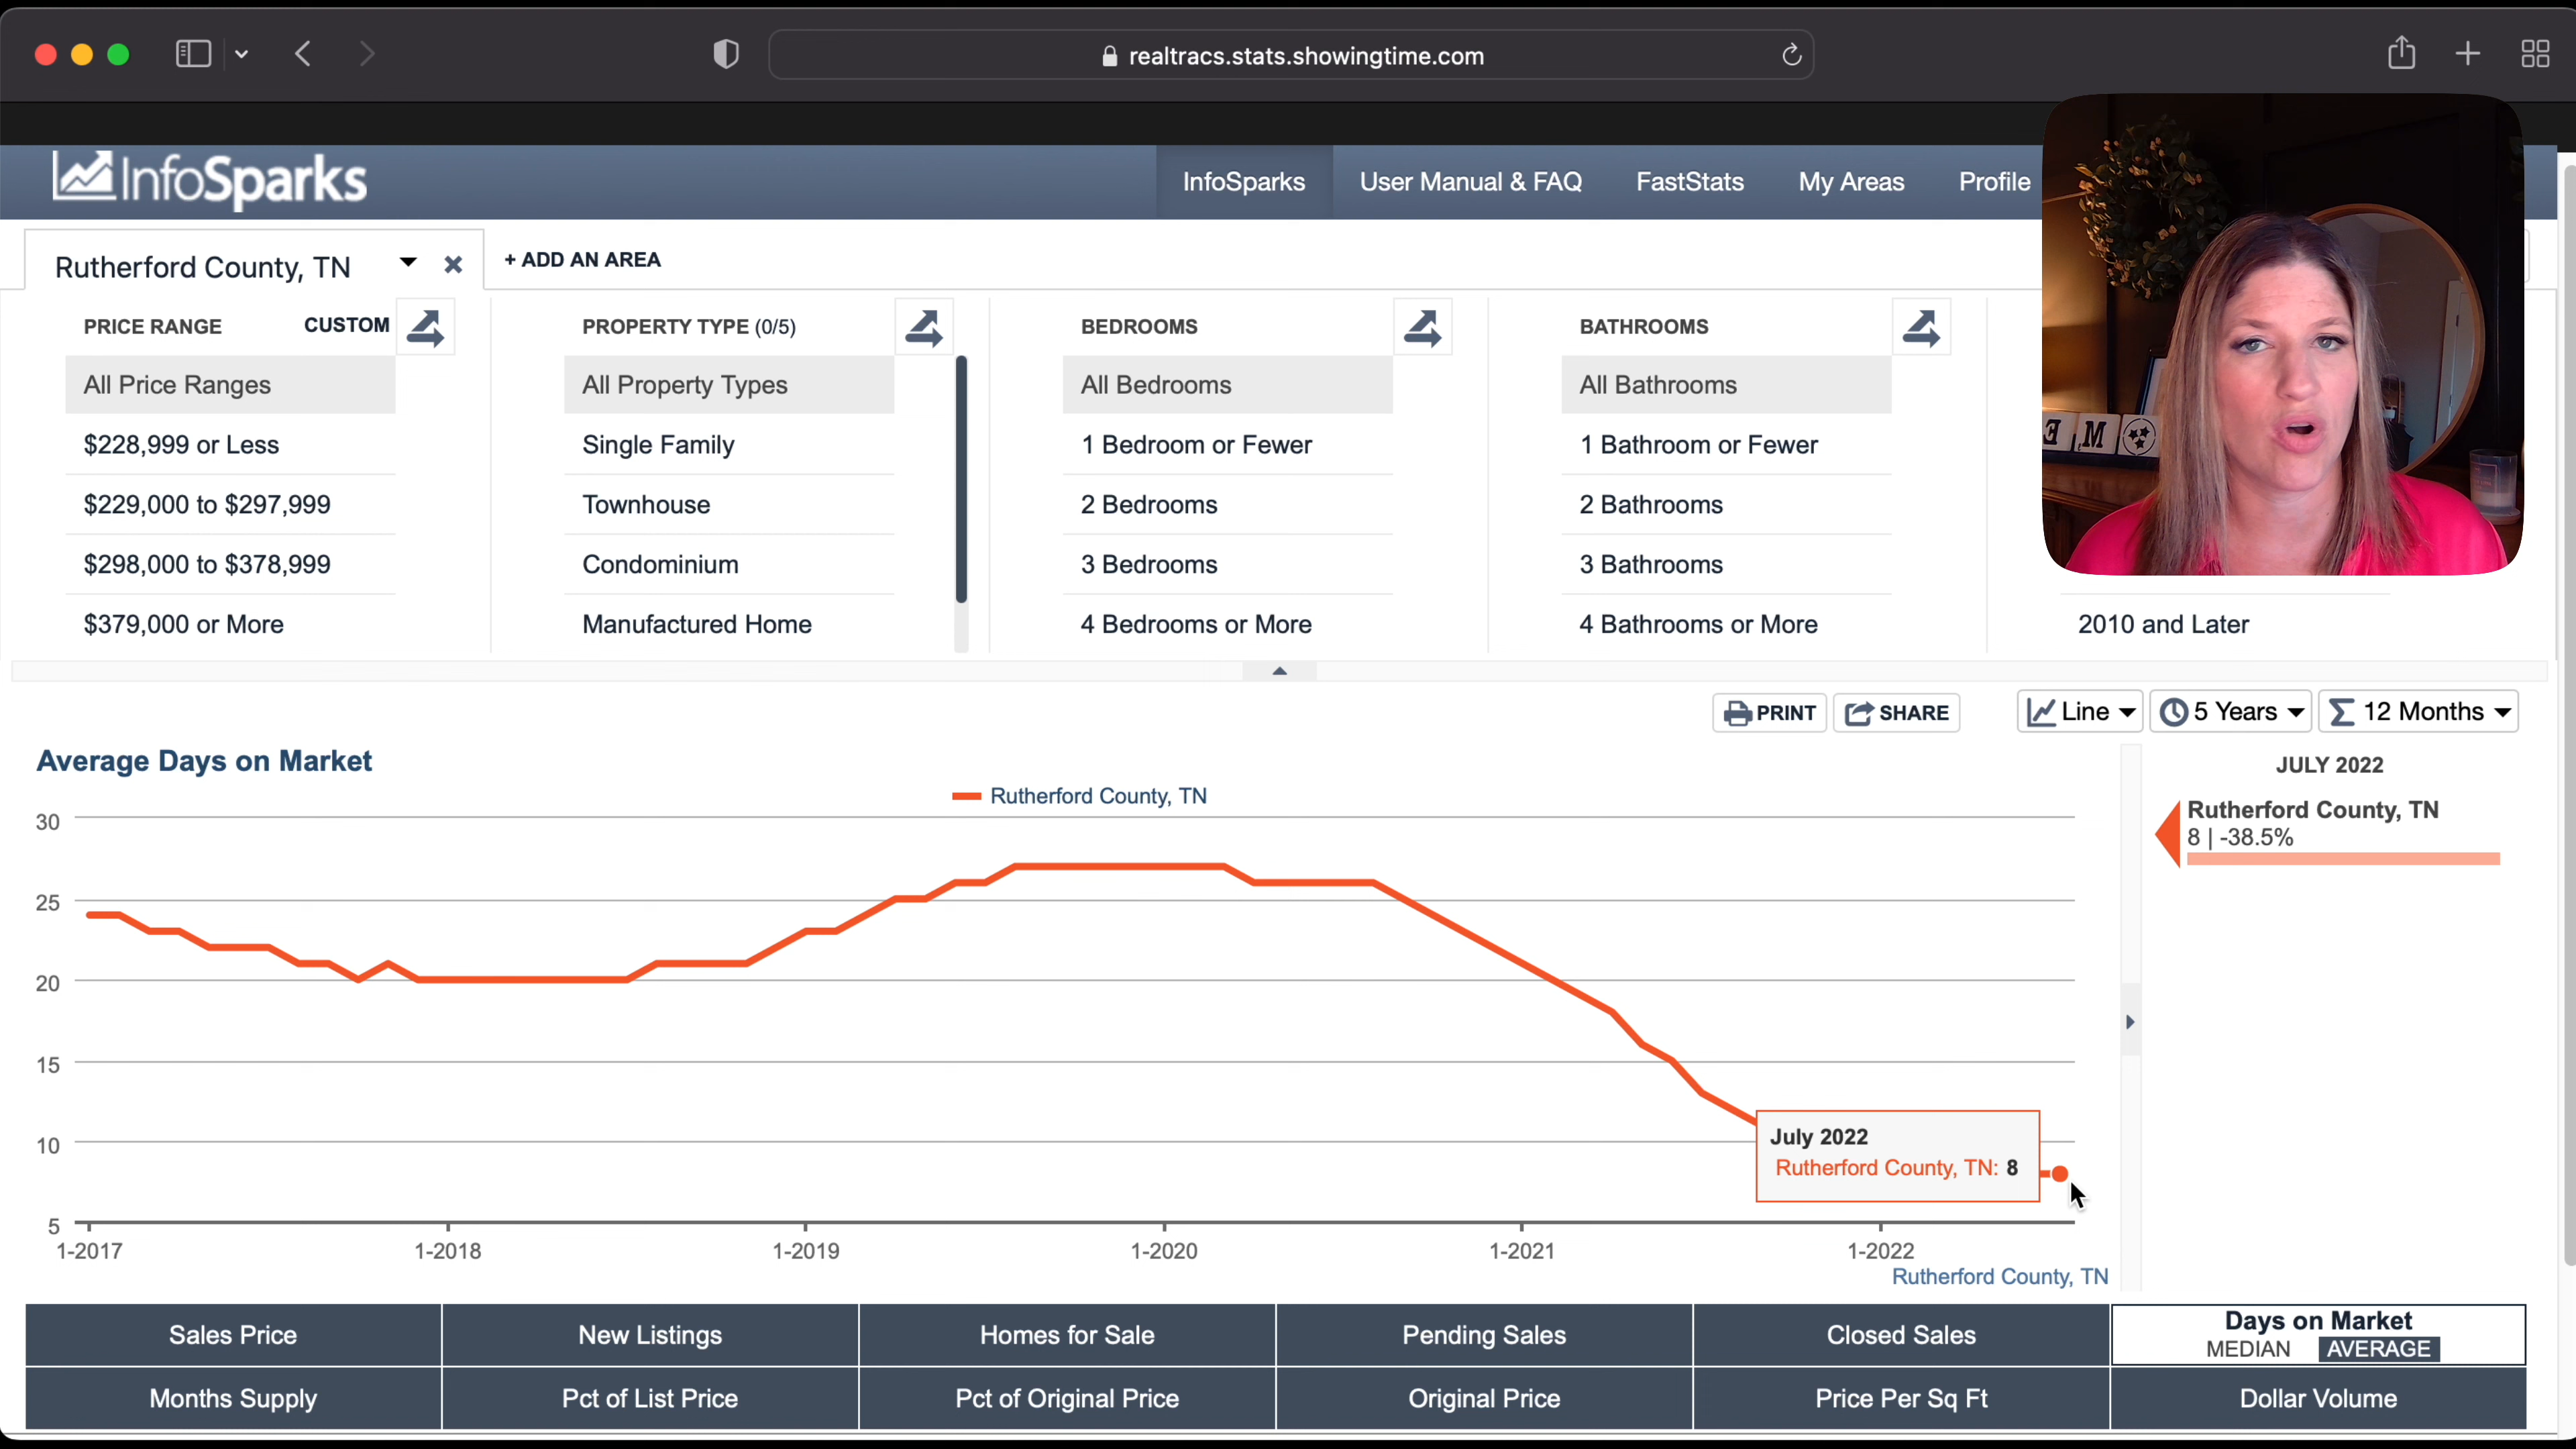 realtracs.stats.showingtime.com
InfoSparks
InfoSparks User Manual & FAQ FastStats My Areas Profile
Rutherford County, TN
+ ADD AN AREA
PRICE RANGE CUSTOM
All Price Ranges
$228,999 or Less
$229,000 to $297,999
$298,000 to $378,999
$379,000 or More
PROPERTY TYPE (0/5)
All Property Types
Single Family
Townhouse
Condominium
Manufactured Home
BEDROOMS
All Bedrooms
1 Bedroom or Fewer
2 Bedrooms
3 Bedrooms
4 Bedrooms or More
BATHROOMS
All Bathrooms
1 Bathroom or Fewer
2 Bathrooms
3 Bathrooms
4 Bathrooms or More
2010 and Later
M E
PRINT SHARE Line 5 Years 12 Months
Average Days on Market
Rutherford County, TN
30
25
20
15
10
5
1-2017 1-2018 1-2019 1-2020 1-2021 1-2022
July 2022
Rutherford County, TN: 8
Rutherford County, TN
JULY 2022
Rutherford County, TN
8 | -38.5%
Sales Price New Listings Homes for Sale Pending Sales Closed Sales Days on Market
MEDIAN AVERAGE
Months Supply Pct of List Price Pct of Original Price Original Price Price Per Sq Ft Dollar Volume